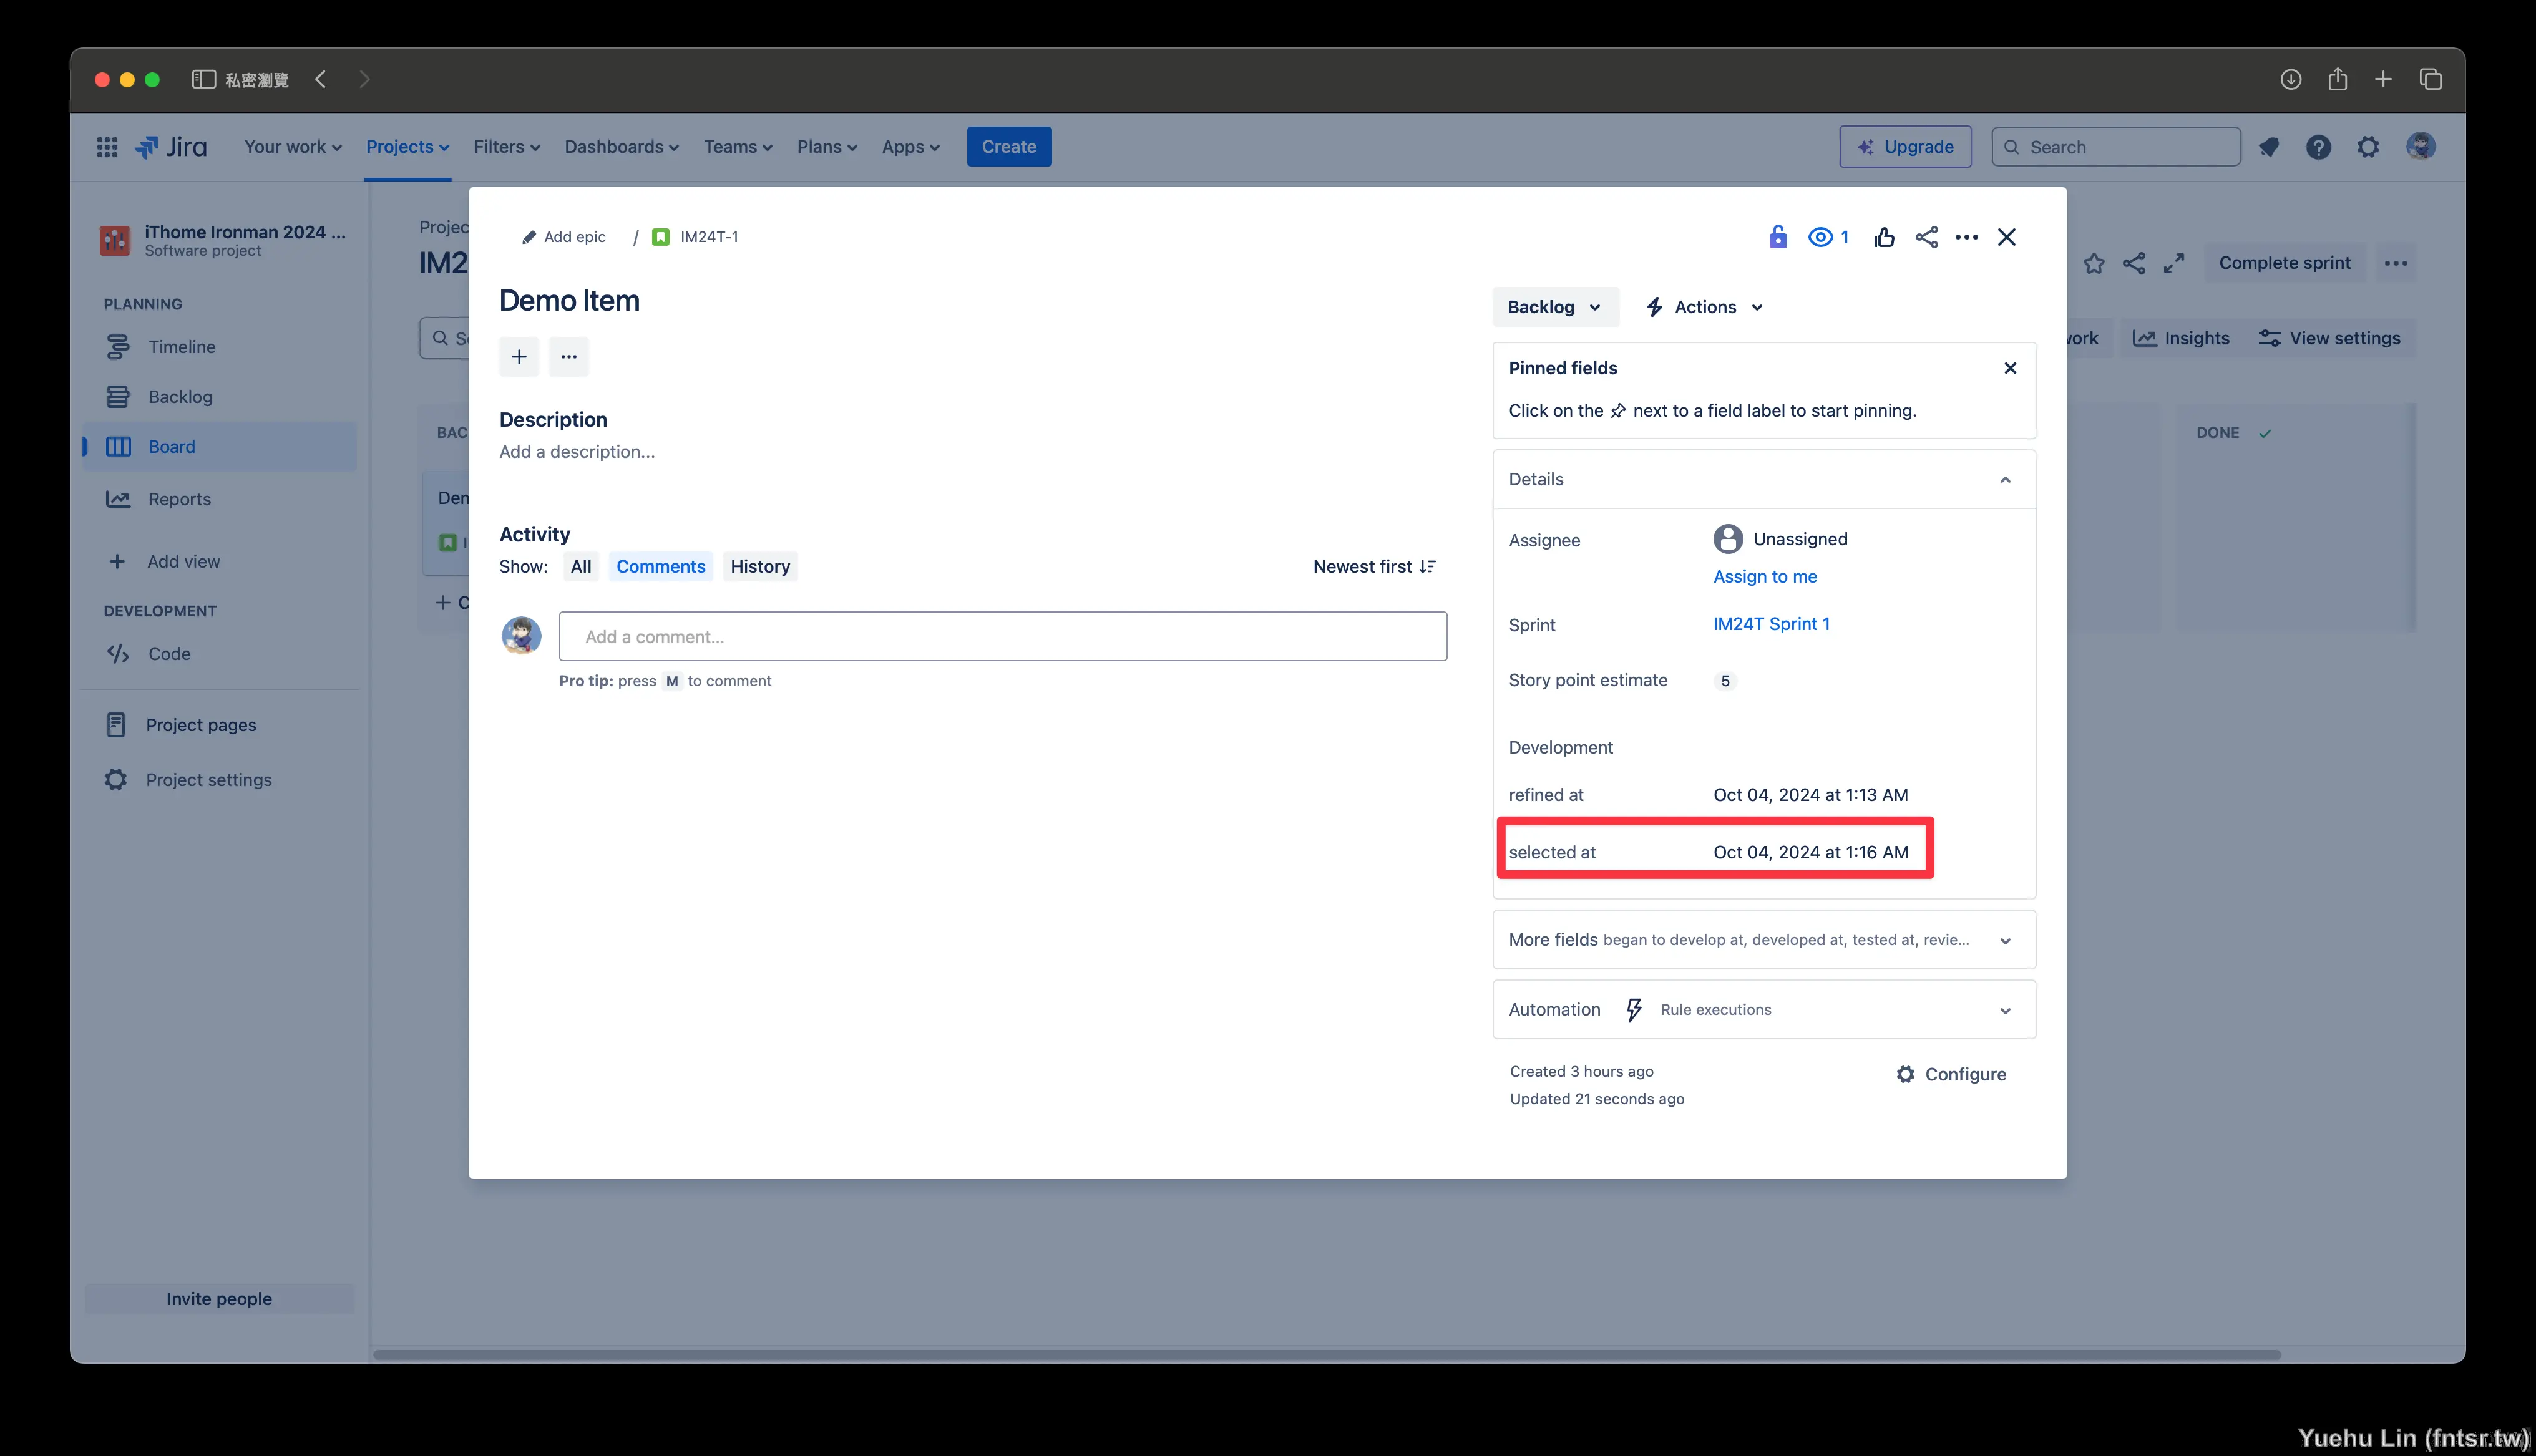 私密瀏覽
Jira
Your work
Projects
Filters
Dashboards
Teams
Plans
Apps
Create
Upgrade
Search
iThome Ironman 2024 ...
Software project
PLANNING
Timeline
Backlog
Board
Reports
Add view
DEVELOPMENT
Code
Project pages
Project settings
Invite people
Projec
IM2
BAC
Dem
Complete sprint
Insights
View settings
DONE
Add epic / IM24T-1
1
Demo Item
Description
Add a description...
Activity
Show: All Comments History
Newest first
Add a comment...
Pro tip: press M to comment
Backlog
Actions
Pinned fields
Click on the next to a field label to start pinning.
Details
Assignee Unassigned
Assign to me
Sprint IM24T Sprint 1
Story point estimate 5
Development
refined at Oct 04, 2024 at 1:13 AM
selected at Oct 04, 2024 at 1:16 AM
More fields began to develop at, developed at, tested at, revie...
Automation Rule executions
Created 3 hours ago
Configure
Updated 21 seconds ago
Yuehu Lin (fntsr.tw)